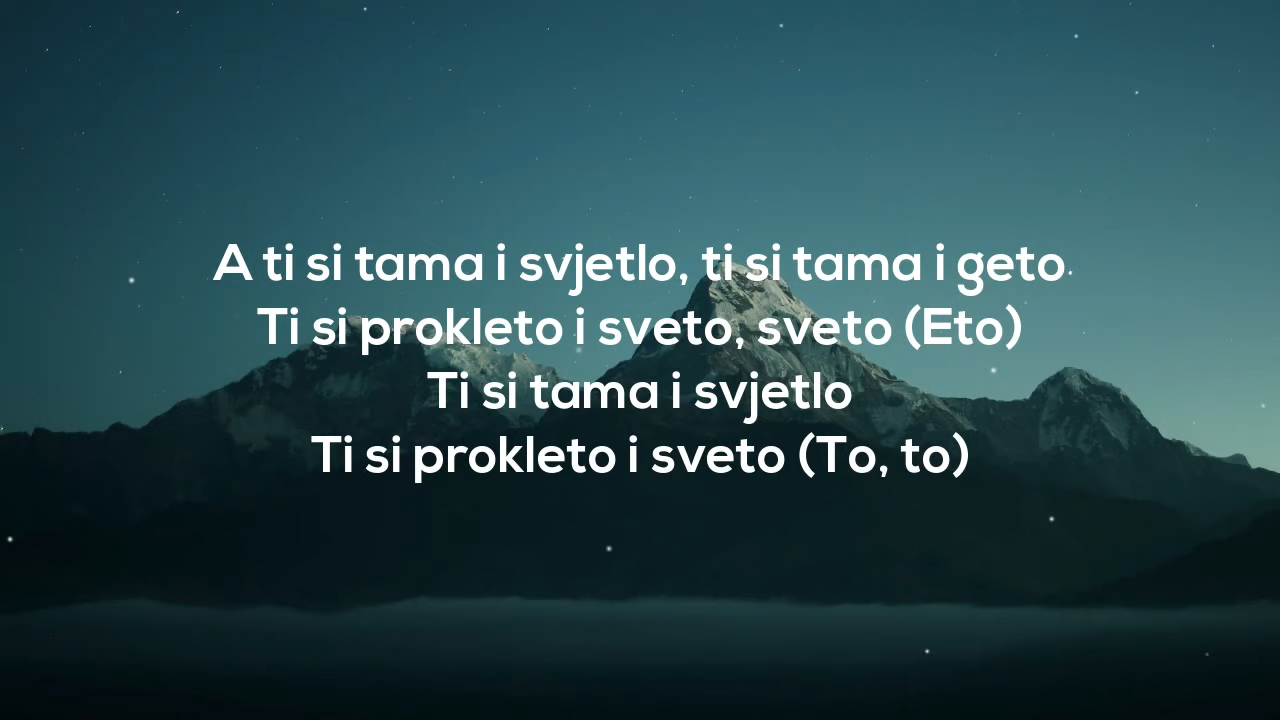 A ti si tama i svjetlo, ti si tama i geto
Ti si prokleto i sveto, sveto (Eto)
Ti si tama i svjetlo
Ti si prokleto i sveto (To, to)